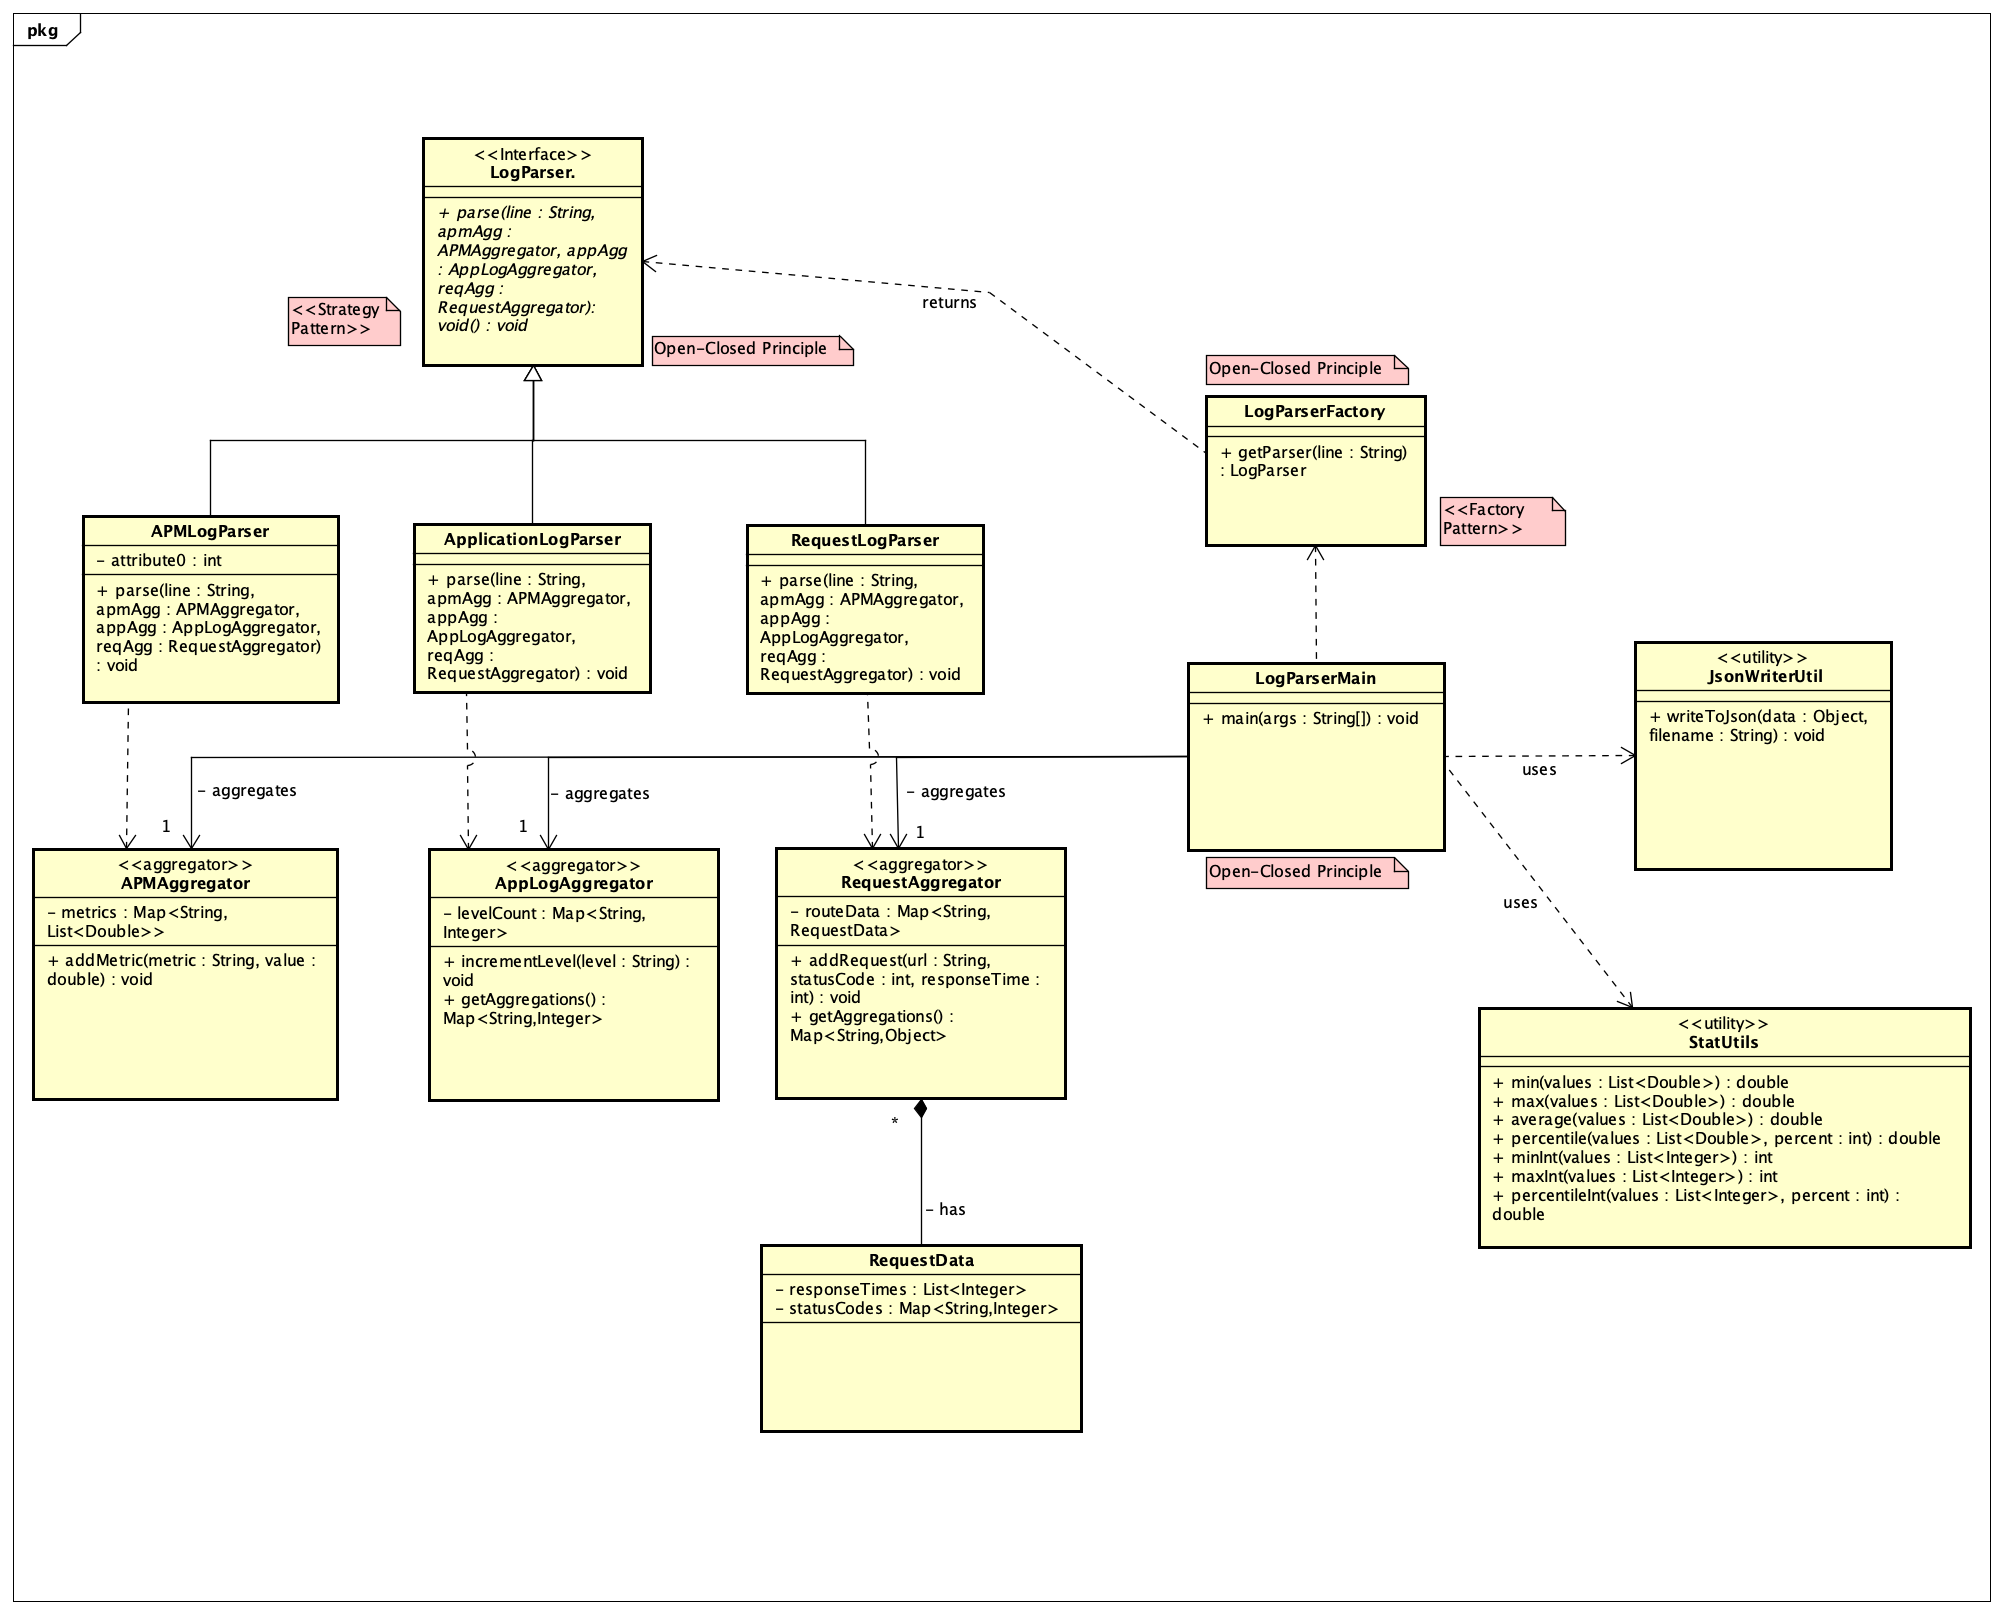 pkg
<<Interface>>
LogParser.
+ parse(line : String,
apmAgg :
APMAggregator, appAgg
: AppLogAggregator,
reqAgg :
RequestAggregator):
void() : void
<<Strategy
Pattern>>
Open-Closed Principle
returns
Open-Closed Principle
LogParserFactory
+ getParser(line : String)
: LogParser
<<Factory
Pattern>>
APMLogParser
- attribute0 : int
+ parse(line : String,
apmAgg : APMAggregator,
appAgg : AppLogAggregator,
reqAgg : RequestAggregator)
: void
ApplicationLogParser
+ parse(line : String,
apmAgg : APMAggregator,
appAgg :
AppLogAggregator,
reqAgg :
RequestAggregator) : void
RequestLogParser
+ parse(line : String,
apmAgg : APMAggregator,
appAgg :
AppLogAggregator,
reqAgg :
RequestAggregator) : void
LogParserMain
+ main(args : String[]) : void
Open-Closed Principle
<<utility>>
JsonWriterUtil
+ writeToJson(data : Object,
filename : String) : void
uses
uses
- aggregates
1
- aggregates
1
- aggregates
1
<<aggregator>>
APMAggregator
- metrics : Map<String,
List<Double>>
+ addMetric(metric : String, value :
double) : void
<<aggregator>>
AppLogAggregator
- levelCount : Map<String,
Integer>
+ incrementLevel(level : String) :
void
+ getAggregations() :
Map<String,Integer>
<<aggregator>>
RequestAggregator
- routeData : Map<String,
RequestData>
+ addRequest(url : String,
statusCode : int, responseTime :
int) : void
+ getAggregations() :
Map<String,Object>
*
- has
RequestData
- responseTimes : List<Integer>
- statusCodes : Map<String,Integer>
<<utility>>
StatUtils
+ min(values : List<Double>) : double
+ max(values : List<Double>) : double
+ average(values : List<Double>) : double
+ percentile(values : List<Double>, percent : int) : double
+ minInt(values : List<Integer>) : int
+ maxInt(values : List<Integer>) : int
+ percentileInt(values : List<Integer>, percent : int) :
double